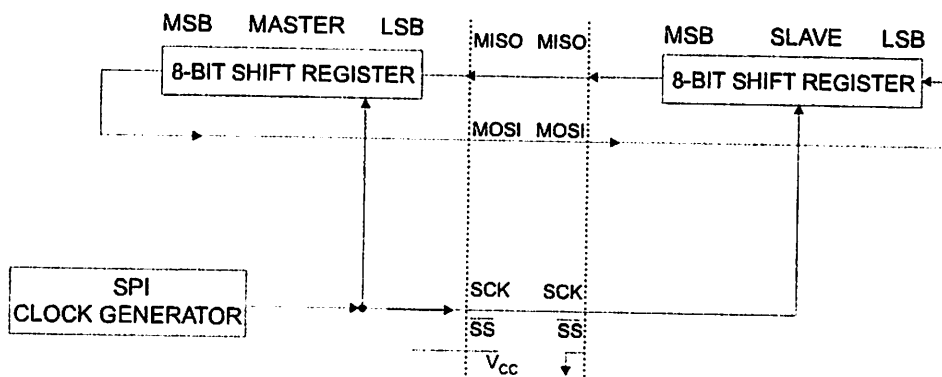 MSB MASTER LSB
MISO MISO
MSB SLAVE LSB
8-BIT SHIFT REGISTER
8-BIT SHIFT REGISTER
MOSI MOSI
SPI
CLOCK GENERATOR
SCK SCK
SS SS
VCC